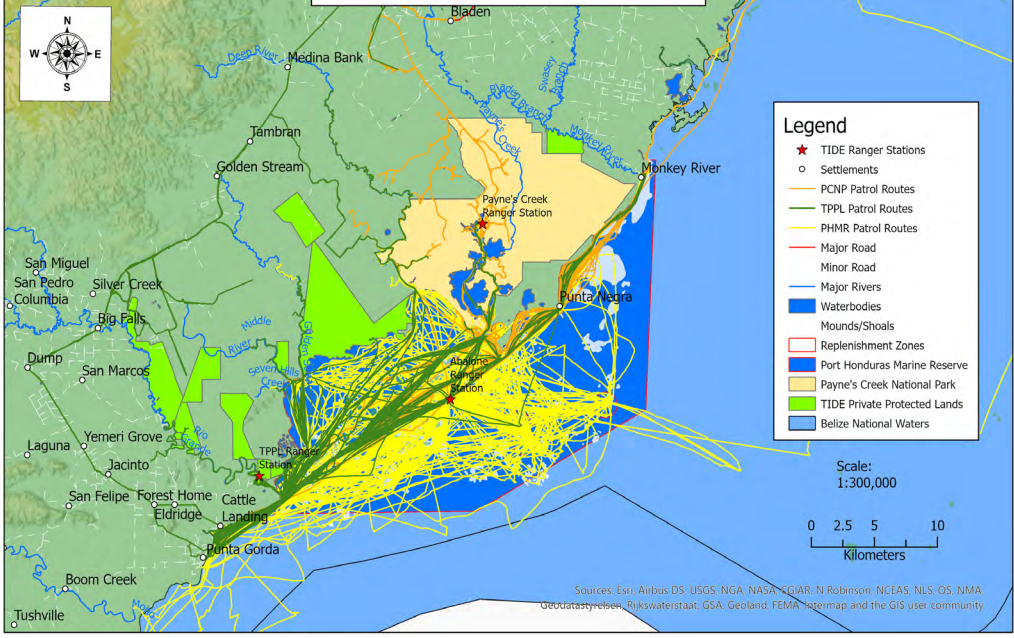 N
W E
S
Bladen
Deep River
Medina Bank
Swasey
Branch
Bladen Branch
Payne's Creek
Monkey River
Tambran
Golden Stream
Monkey River
Payne's Creek
Ranger Station
San Miguel
San Pedro
Columbia
Silver Creek
Big Falls
Punta Negra
Middle
River
Golden
Dump
San Marcos
Seven Hills
Creek
Abalone
Ranger
Station
Laguna
Yemeri Grove
Rio
Grande
TPPL Ranger
Station
Jacinto
San Felipe
Forest Home
Cattle
Landing
Eldridge
Punta Gorda
Boom Creek
Tushville
Legend
TIDE Ranger Stations
Settlements
PCNP Patrol Routes
TPPL Patrol Routes
PHMR Patrol Routes
Major Road
Minor Road
Major Rivers
Waterbodies
Mounds/Shoals
Replenishment Zones
Port Honduras Marine Reserve
Payne's Creek National Park
TIDE Private Protected Lands
Belize National Waters
Scale:
1:300,000
0 2.5 5 10
Kilometers
Sources: Esri, Airbus DS, USGS, NGA, NASA, CGIAR, N Robinson, NCEAS, NLS, OS, NMA,
Geodatastyrelsen, Rijkswaterstaat, GSA, Geoland, FEMA, Intermap and the GIS user community